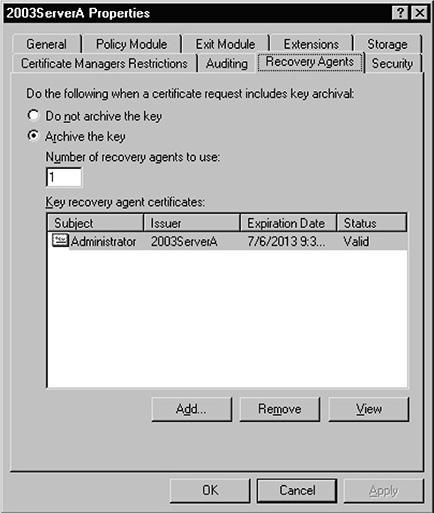 2003ServerA Properties
General Policy Module Exit Module Extensions Storage
Certificate Managers Restrictions Auditing Recovery Agents Security
Do the following when a certificate request includes key archival:
Do not archive the key
Archive the key
Number of recovery agents to use:
1
Key recovery agent certificates:
Subject Issuer Expiration Date Status
Administrator 2003ServerA 7/6/2013 9:3... Valid
Add... Remove View
OK Cancel Apply